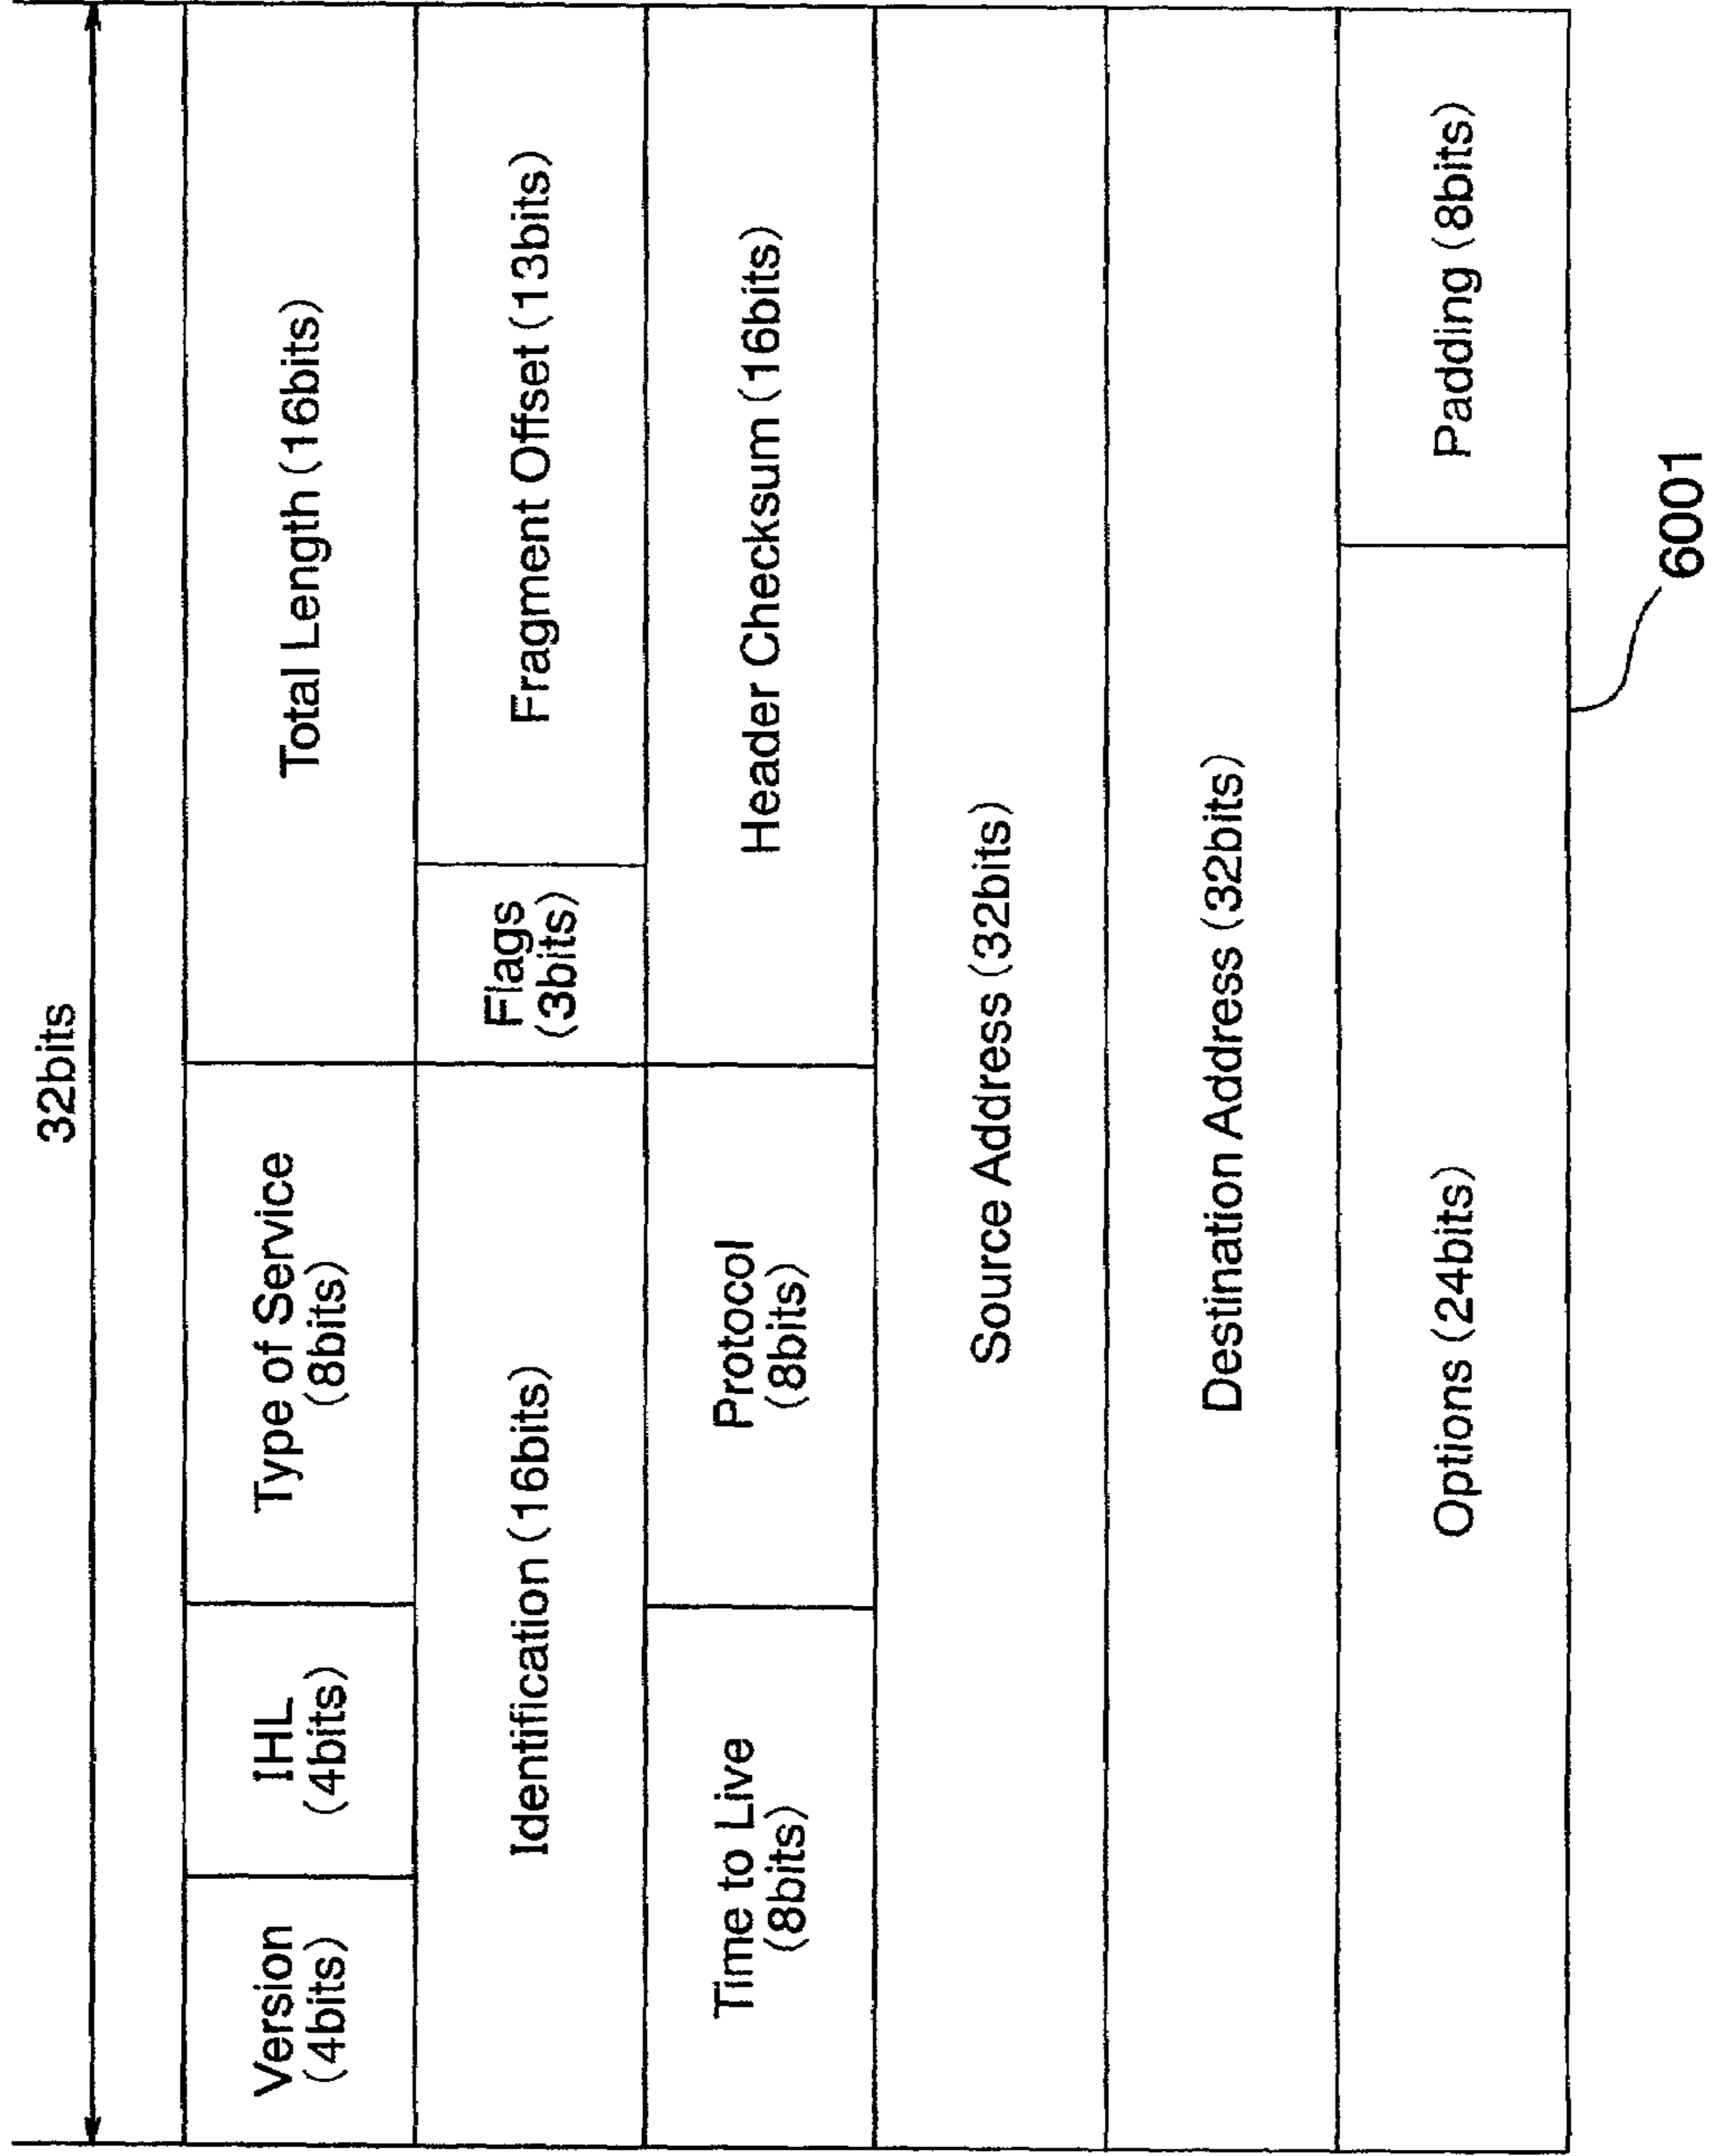 32bits
Version
(4bits)
IHL
(4bits)
Type of Service
(8bits)
Total Length (16bits)
Identification (16bits)
Flags
(3bits)
Fragment Offset (13bits)
Time to Live
(8bits)
Protocol
(8bits)
Header Checksum (16bits)
Source Address (32bits)
Destination Address (32bits)
Options (24bits)
Padding (8bits)
6001